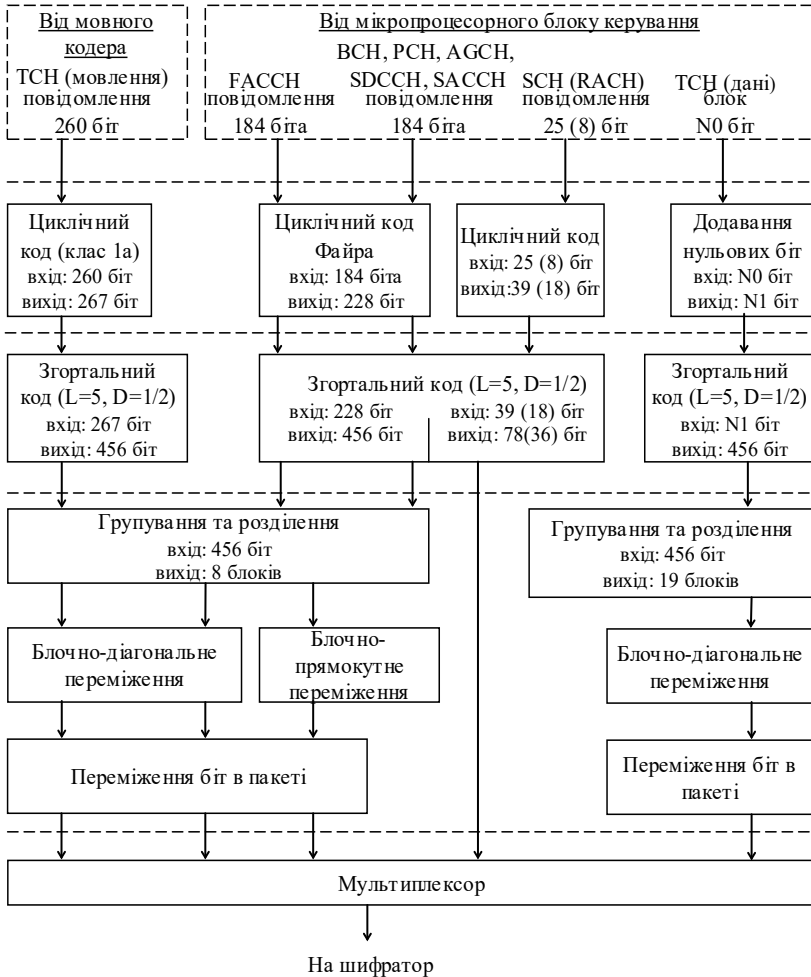 Від мовного
кодера
TCH (мовлення)
повідомлення
260 біт
Від мікропроцесорного блоку керування
BCH, PCH, AGCH,
SDCCH, SACCH
повідомлення
184 біта
FACCH
повідомлення
184 біта
SCH (RACH)
повідомлення
25 (8) біт
TCH (дані)
блок
N0 біт
Циклічний
код (клас 1а)
вхід: 260 біт
вихід: 267 біт
Циклічний код
Файра
вхід: 184 біта
вихід: 228 біт
Циклічний код
вхід: 25 (8) біт
вихід:39 (18) біт
Додавання
нульових біт
вхід: N0 біт
вихід: N1 біт
Згортальний
код (L=5, D=1/2)
вхід: 267 біт
вихід: 456 біт
Згортальний код (L=5, D=1/2)
вхід: 228 біт
вихід: 456 біт
вхід: 39 (18) біт
вихід: 78(36) біт
Згортальний
код (L=5, D=1/2)
вхід: N1 біт
вихід: 456 біт
Групування та розділення
вхід: 456 біт
вихід: 8 блоків
Групування та розділення
вхід: 456 біт
вихід: 19 блоків
Блочно-діагональне
переміження
Блочно-
прямокутне
переміження
Блочно-діагональне
переміження
Переміження біт в пакеті
Переміження біт в
пакеті
Мультиплексор
На шифратор